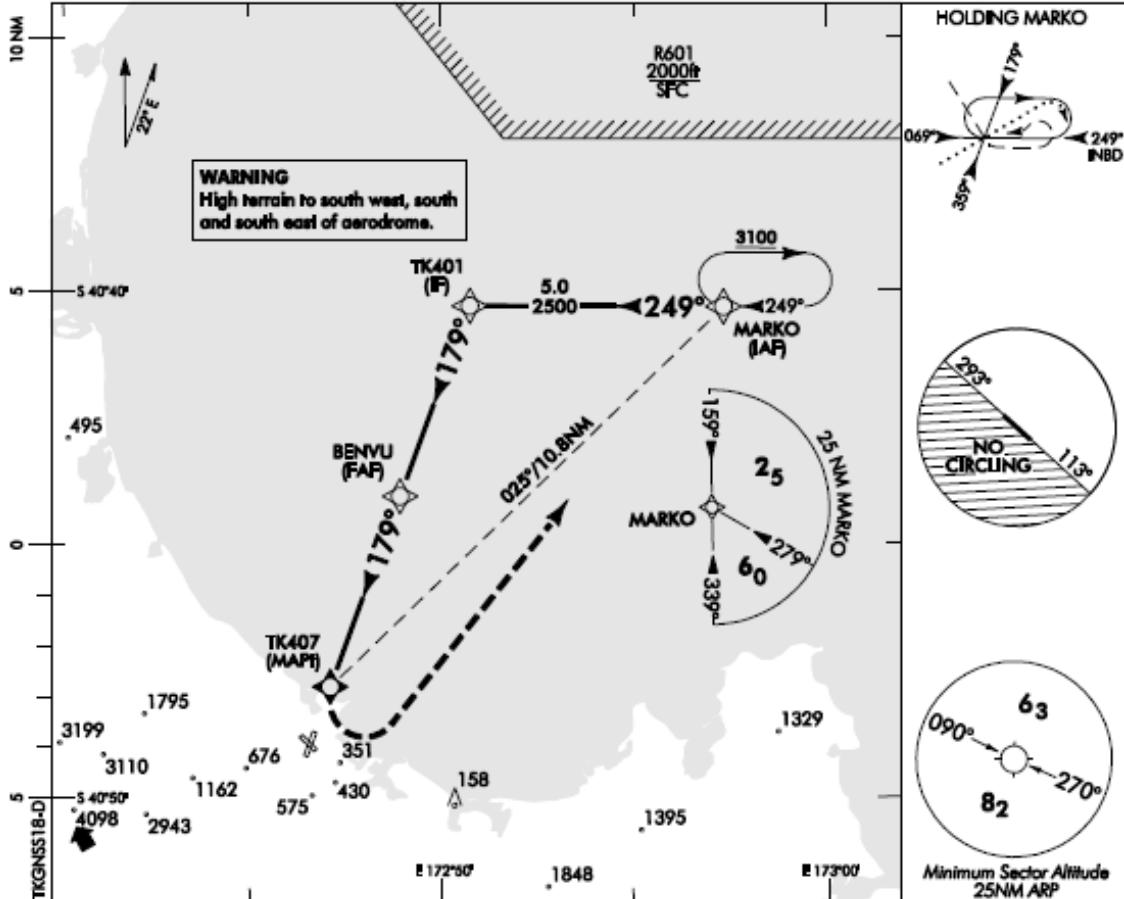 10 NM
22° E
R601
2000ft
SFC
HOLDING MARKO
179°
069°
249°
INBD
359°
WARNING
High terrain to south west, south
and south east of aerodrome.
TK401
(IF)
5.0
2500
249°
3100
249°
MARKO
(IAF)
5
S 40°40'
179°
495
BENVU
(FAF)
179°
025°/10.8NM
159°
25
25 NM MARKO
MARKO
279°
60
339°
293°
NO
CIRCLING
113°
0
TK407
(MAPt)
1795
3199
3110
676
1162
351
430
575
158
1329
1395
5
S 40°50'
4098
2943
E 172°50'
1848
E 173°00'
TKGNSS18-D
63
090°
270°
82
Minimum Sector Altitude
25NM ARP